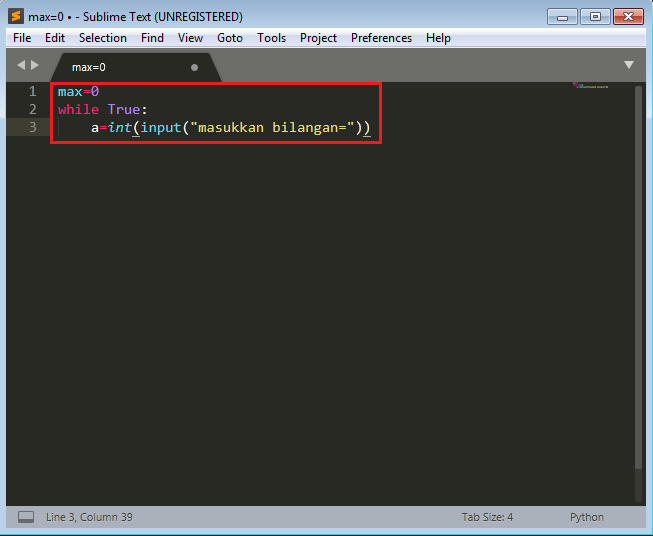 max=0 • - Sublime Text (UNREGISTERED)
File Edit Selection Find View Goto Tools Project Preferences Help
max=0
1 max=0
2 while True:
3     a=int(input("masukkan bilangan="))
Line 3, Column 39 Tab Size: 4 Python